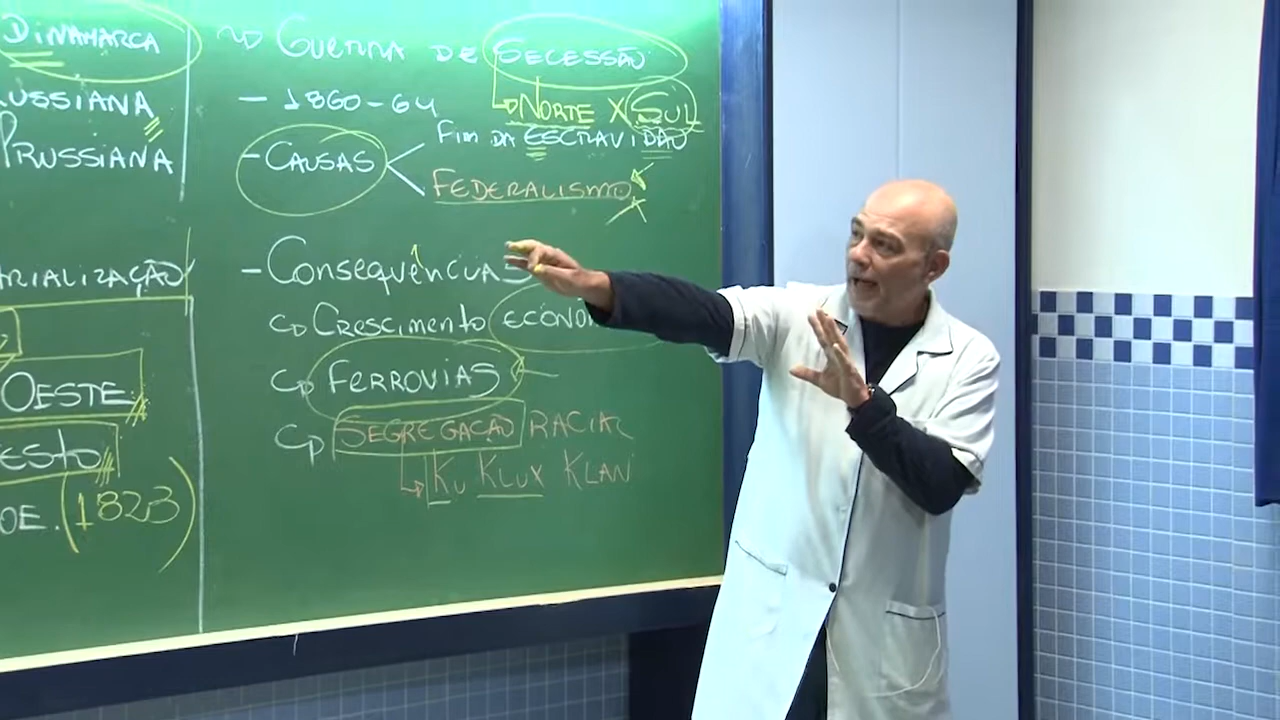 DINAMARCA
RUSSIANA
PRUSSIANA
RIALIZAÇÃO
OESTE
ESTO
OE. (1823)
GUERRA DE SECESSÃO
NORTE X SUL
- 1860-64
- CAUSAS
FIM DA ESCRAVIDÃO
FEDERALISMO
- CONSEQUÊNCIAS
CRESCIMENTO ECONO
FERROVIAS
SEGREGAÇÃO RACIAL
KU KLUX KLAN